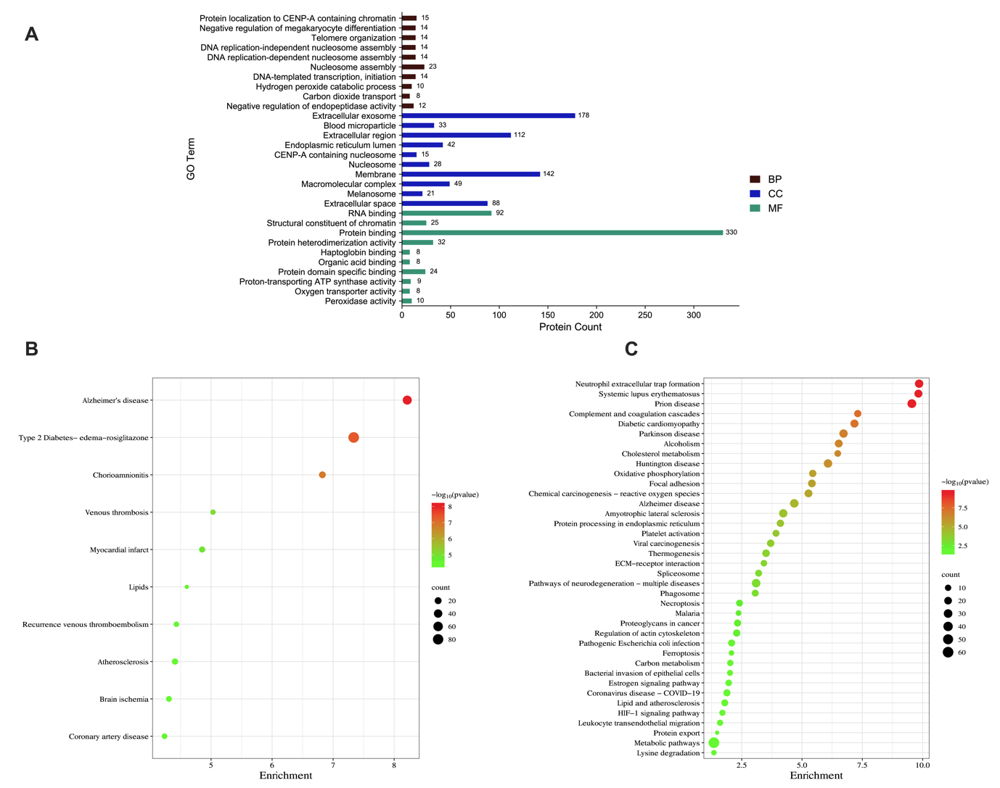 A
GO Term
Protein localization to CENP-A containing chromatin 15
Negative regulation of megakaryocyte differentiation 14
Telomere organization 14
DNA replication-independent nucleosome assembly 14
DNA replication-dependent nucleosome assembly 14
Nucleosome assembly 23
DNA-templated transcription, initiation 14
Hydrogen peroxide catabolic process 10
Carbon dioxide transport 8
Negative regulation of endopeptidase activity 12
Extracellular exosome 178
Blood microparticle 33
Extracellular region 112
Endoplasmic reticulum lumen 42
CENP-A containing nucleosome 15
Nucleosome 28
Membrane 142
Macromolecular complex 49
Melanosome 21
Extracellular space 88
RNA binding 92
Structural constituent of chromatin 25
Protein binding 330
Protein heterodimerization activity 32
Haptoglobin binding 8
Organic acid binding 8
Protein domain specific binding 24
Proton-transporting ATP synthase activity 9
Oxygen transporter activity 8
Peroxidase activity 10
0 50 100 150 200 250 300
Protein Count
BP
CC
MF
B
Alzheimer's disease
Type 2 Diabetes− edema−rosiglitazone
Chorioamnionitis
Venous thrombosis
Myocardial infarct
Lipids
Recurrence venous thromboembolism
Atherosclerosis
Brain ischemia
Coronary artery disease
5 6 7 8
Enrichment
−log10(pvalue)
8
7
6
5
count
20
40
60
80
C
Neutrophil extracellular trap formation
Systemic lupus erythematosus
Prion disease
Complement and coagulation cascades
Diabetic cardiomyopathy
Parkinson disease
Alcoholism
Cholesterol metabolism
Huntington disease
Oxidative phosphorylation
Focal adhesion
Chemical carcinogenesis − reactive oxygen species
Alzheimer disease
Amyotrophic lateral sclerosis
Protein processing in endoplasmic reticulum
Platelet activation
Viral carcinogenesis
Thermogenesis
ECM−receptor interaction
Spliceosome
Pathways of neurodegeneration − multiple diseases
Phagosome
Necroptosis
Malaria
Proteoglycans in cancer
Regulation of actin cytoskeleton
Pathogenic Escherichia coli infection
Ferroptosis
Carbon metabolism
Bacterial invasion of epithelial cells
Estrogen signaling pathway
Coronavirus disease − COVID−19
Lipid and atherosclerosis
HIF−1 signaling pathway
Leukocyte transendothelial migration
Protein export
Metabolic pathways
Lysine degradation
2.5 5.0 7.5 10.0
Enrichment
−log10(pvalue)
7.5
5.0
2.5
count
10
20
30
40
50
60